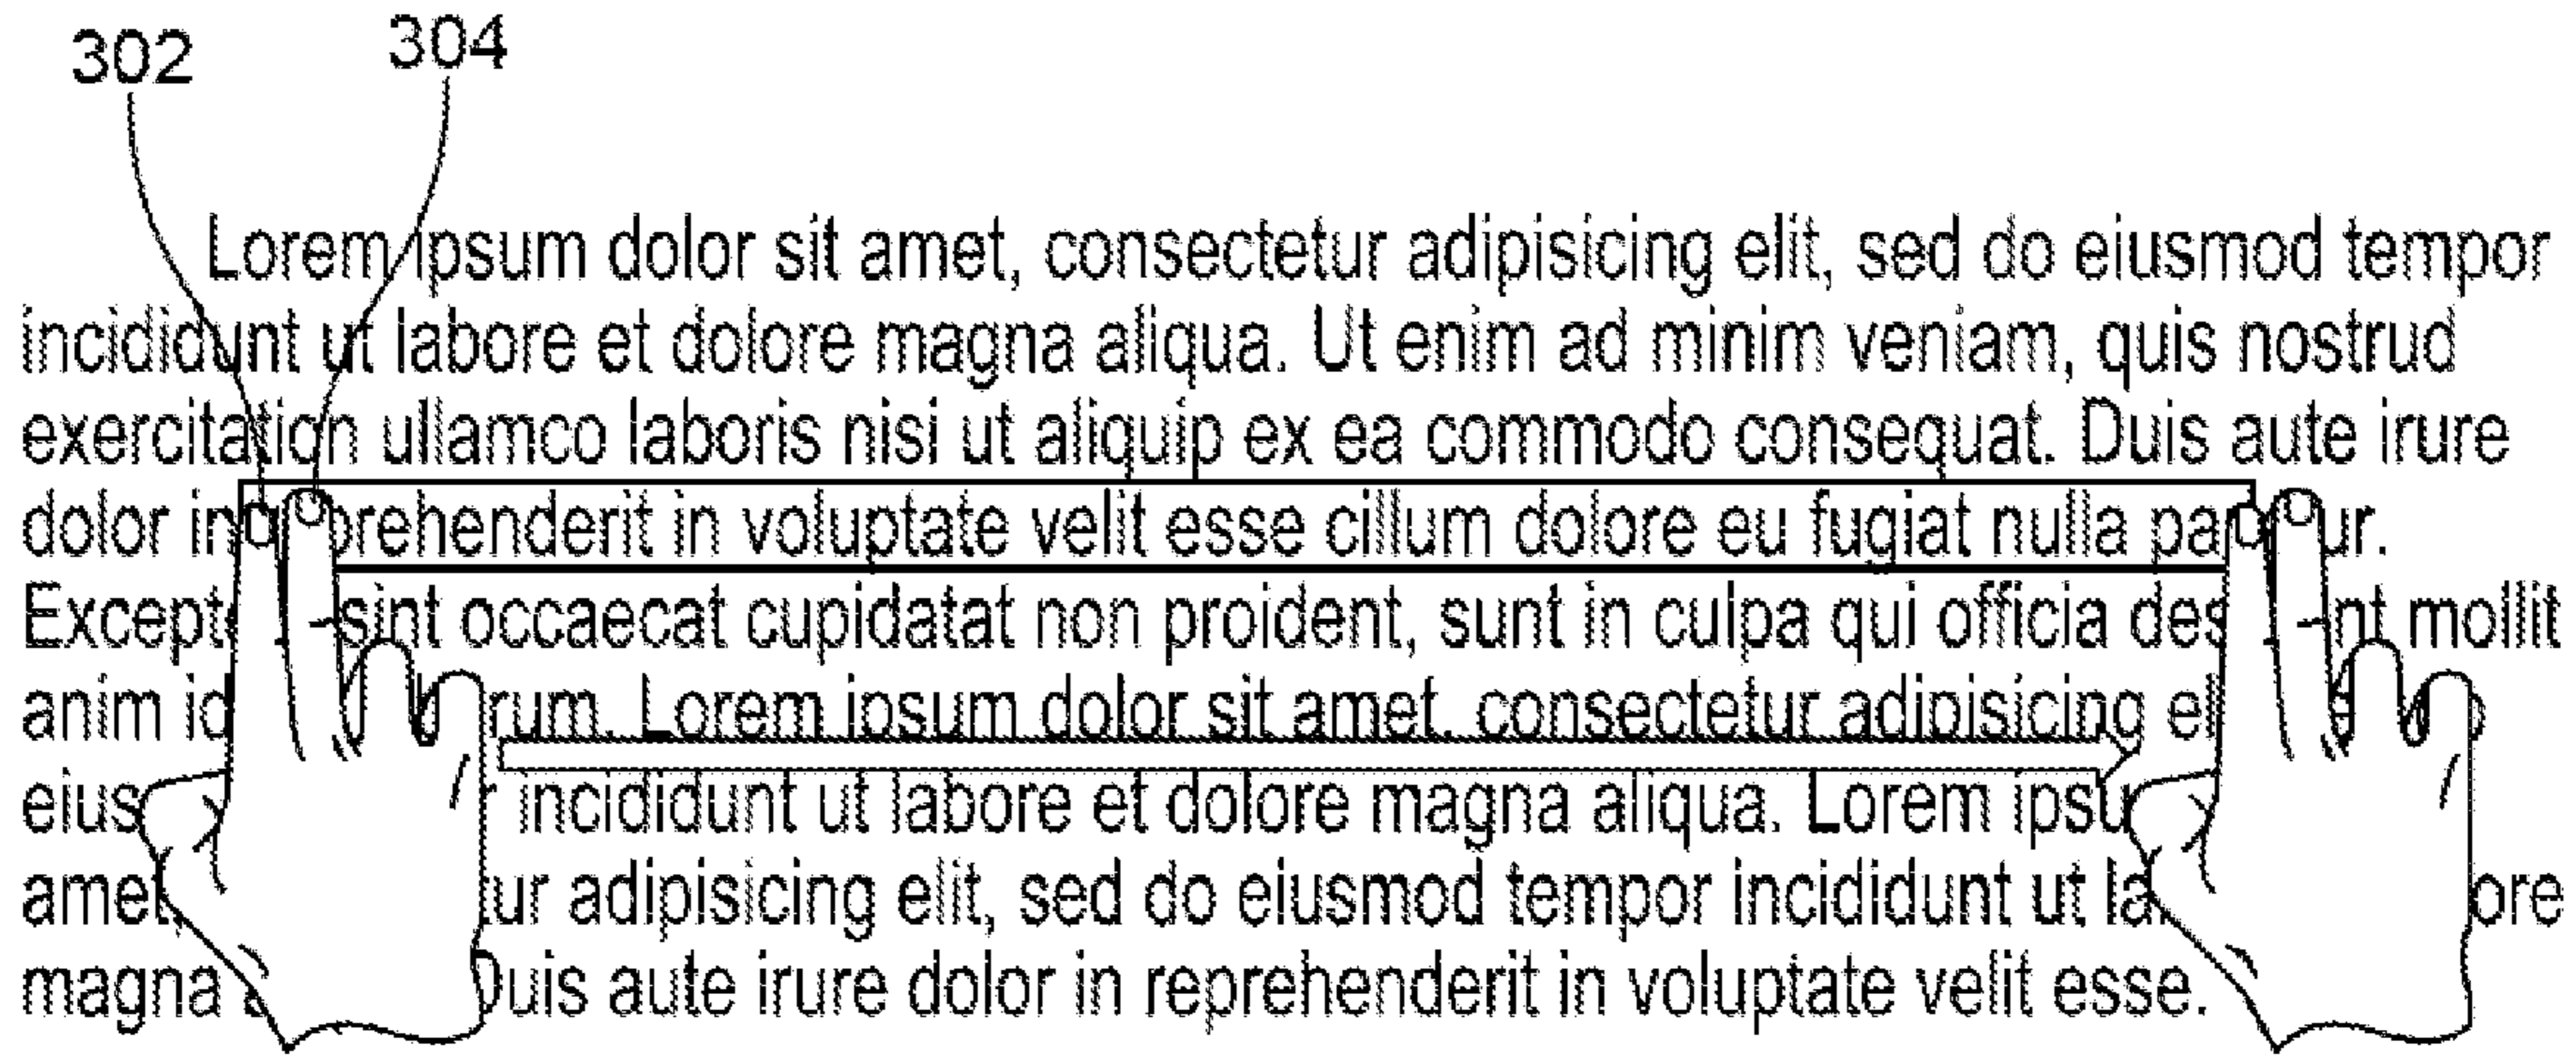 302 304
Lorem ipsum dolor sit amet, consectetur adipisicing elit, sed do eiusmod tempor
incididunt ut labore et dolore magna aliqua. Ut enim ad minim veniam, quis nostrud
exercitation ullamco laboris nisi ut aliquip ex ea commodo consequat. Duis aute irure
dolor in prehenderit in voluptate velit esse cillum dolore eu fugiat nulla pa ur.
Except sint occaecat cupidatat non proident, sunt in culpa qui officia des nt mollit
anim id rum. Lorem ipsum dolor sit amet, consectetur adipisicing el
eius r incididunt ut labore et dolore magna aliqua. Lorem ipsu
amet ur adipisicing elit, sed do eiusmod tempor incididunt ut la ore
magna Duis aute irure dolor in reprehenderit in voluptate velit esse.